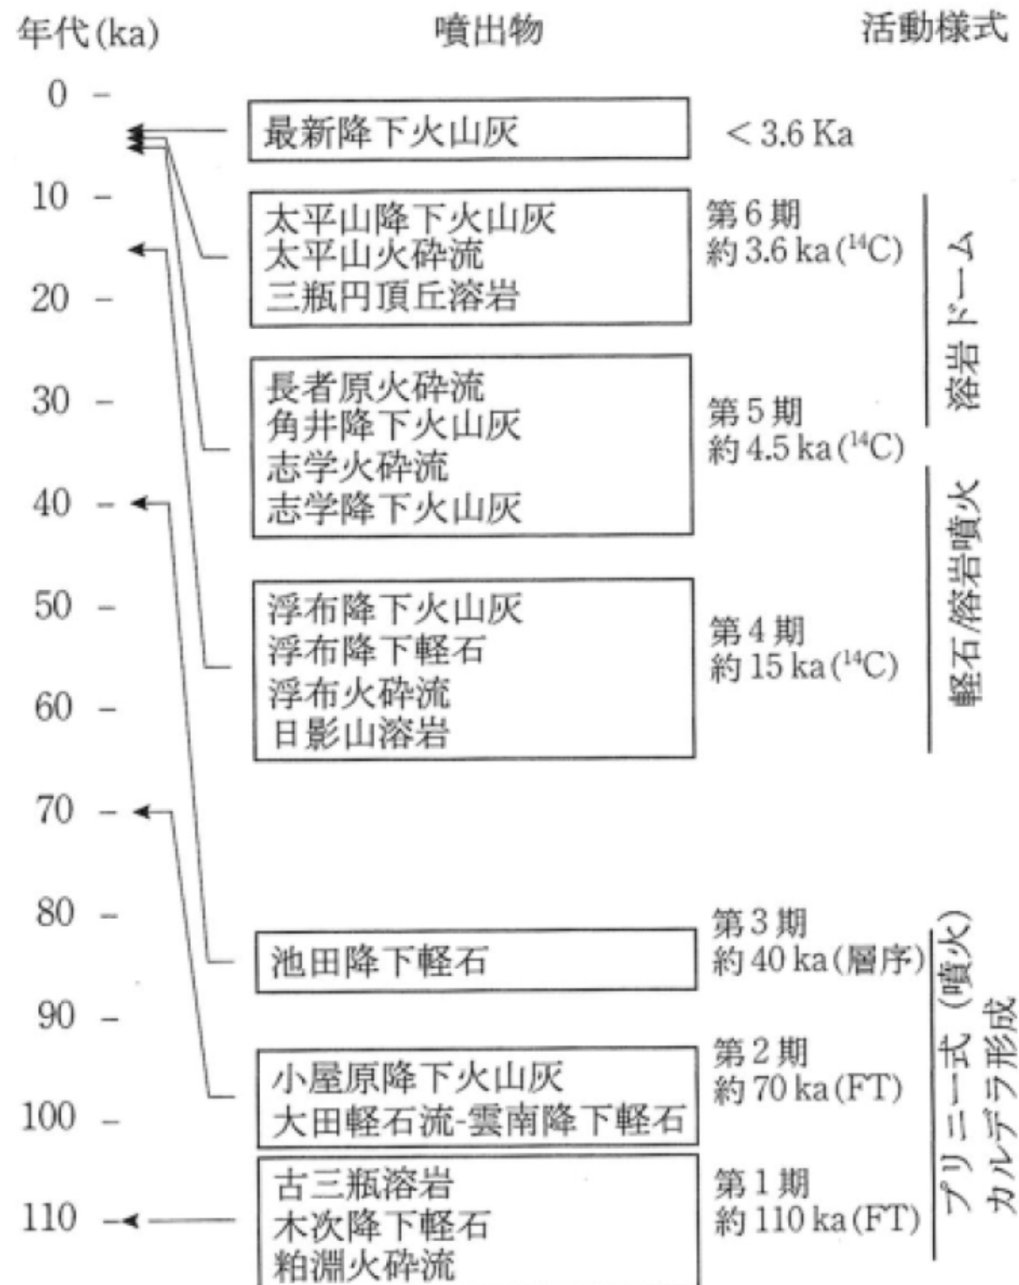 年代(ka) 噴出物 活動様式
0
最新降下火山灰
< 3.6 Ka
10
太平山降下火山灰
太平山火砕流
三瓶円頂丘溶岩
第6期
約3.6 ka(¹⁴C)
20
溶岩ドーム
30
長者原火砕流
角井降下火山灰
志学火砕流
志学降下火山灰
第5期
約4.5 ka(¹⁴C)
40
50
浮布降下火山灰
浮布降下軽石
浮布火砕流
日影山溶岩
第4期
約15 ka(¹⁴C)
軽石/溶岩噴火
60
70
80
池田降下軽石
第3期
約40 ka(層序)
90
小屋原降下火山灰
大田軽石流-雲南降下軽石
第2期
約70 ka(FT)
100
古三瓶溶岩
木次降下軽石
粕淵火砕流
第1期
約110 ka(FT)
110
プリニー式(噴火)
カルデラ形成